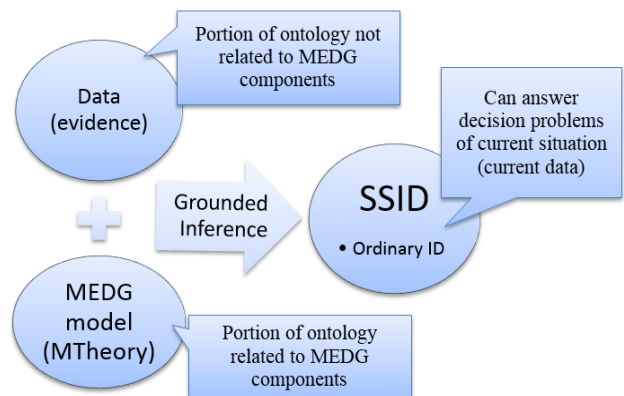 Portion of ontology not
related to MEDG
components
Data
(evidence)
Can answer
decision problems
of current situation
(current data)
Grounded
Inference
SSID
• Ordinary ID
MEDG
model
(MTheory)
Portion of ontology
related to MEDG
components